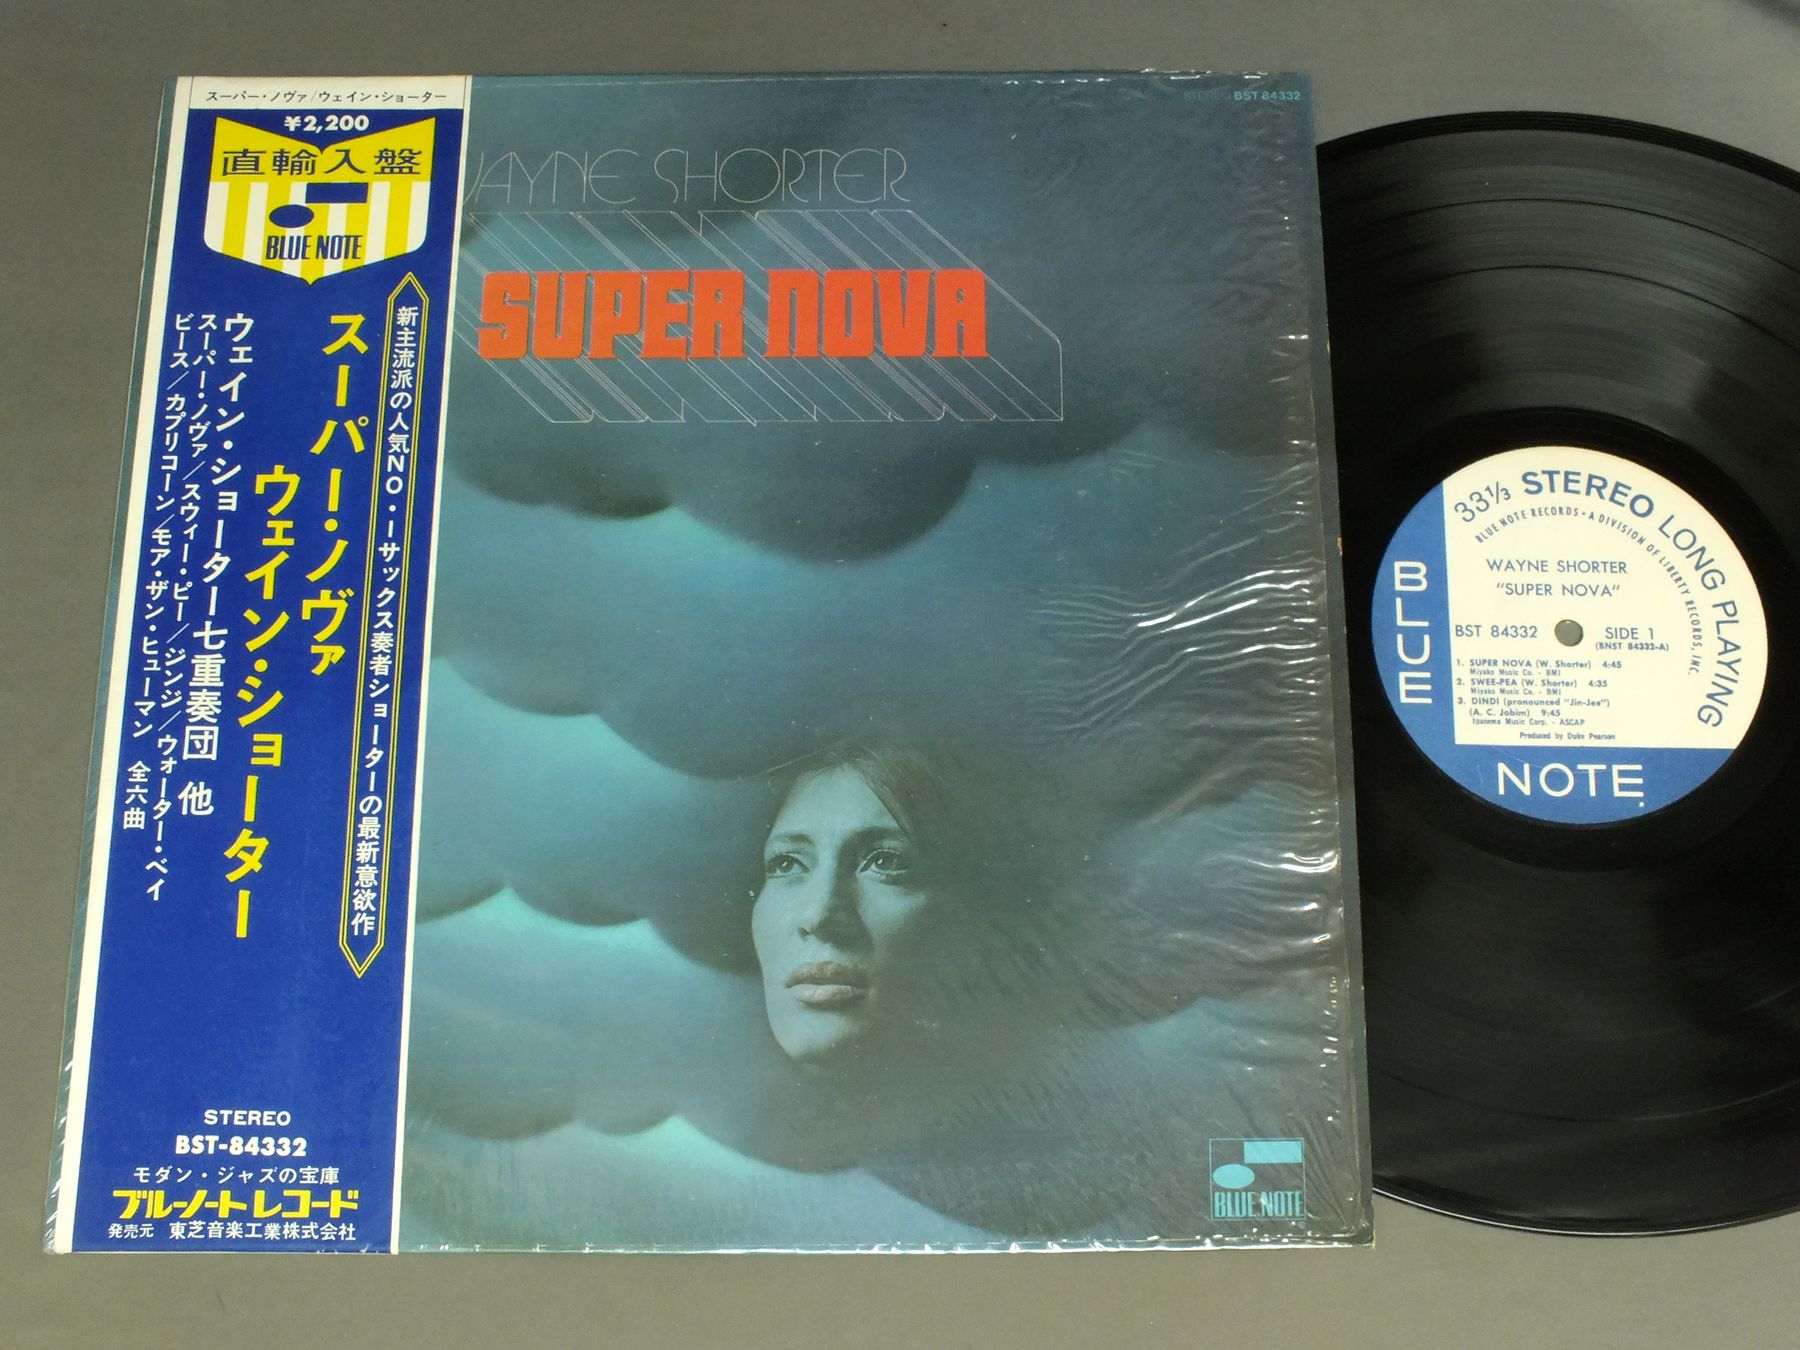 スーパー・ノヴァ/ウェイン・ショーター
¥2,200
直輸入盤
BLUE NOTE
新主流派の人気NO・1サックス奏者ショーターの最新意欲作
スーパー・ノヴァ
ウェイン・ショーター
ウェイン・ショーター七重奏団 他
スーパー・ノヴァ/スウィー・ピー/ジンジ/ウォーター・ベイ
ビース/カプリコーン/モア・ザン・ヒューマン 全六曲
STEREO
BST-84332
モダン・ジャズの宝庫
ブルーノートレコード
発売元 東芝音楽工業株式会社
STEREO BST 84332
WAYNE SHORTER
SUPER NOVA
BLUE NOTE
33 1/3 STEREO LONG PLAYING
BLUE NOTE RECORDS • A DIVISION OF LIBERTY RECORDS, INC.
WAYNE SHORTER
"SUPER NOVA"
BST 84332 SIDE 1
(BNST 84332-A)
1. SUPER NOVA (W. Shorter) 4:45
Miyako Music Co. - BMI
2. SWEE-PEA (W. Shorter) 4:35
Miyako Music Co. - BMI
3. DINDI (pronounced "Jin-Jee")
(A. C. Jobim) 9:45
Ipanema Music Corp. - ASCAP
Produced by Duke Pearson
BLUE
NOTE